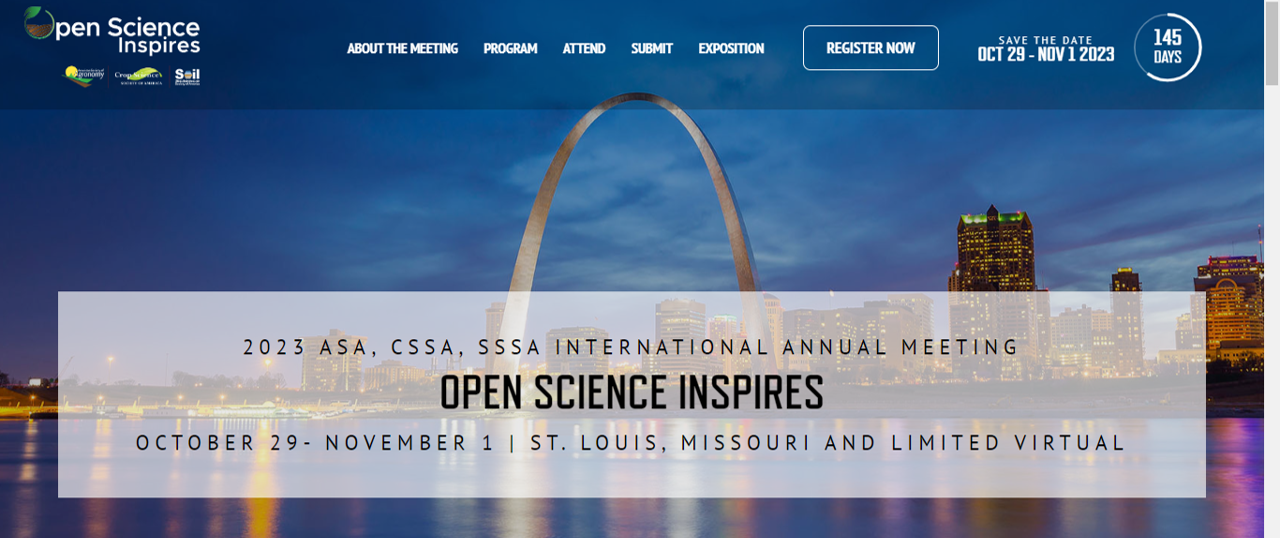 Open Science
Inspires
Agronomy
Crop Science
Soil
ABOUT THE MEETING
PROGRAM
ATTEND
SUBMIT
EXPOSITION
REGISTER NOW
SAVE THE DATE
OCT 29 - NOV 1 2023
145
DAYS
2023 ASA, CSSA, SSSA INTERNATIONAL ANNUAL MEETING
OPEN SCIENCE INSPIRES
OCTOBER 29- NOVEMBER 1 | ST. LOUIS, MISSOURI AND LIMITED VIRTUAL